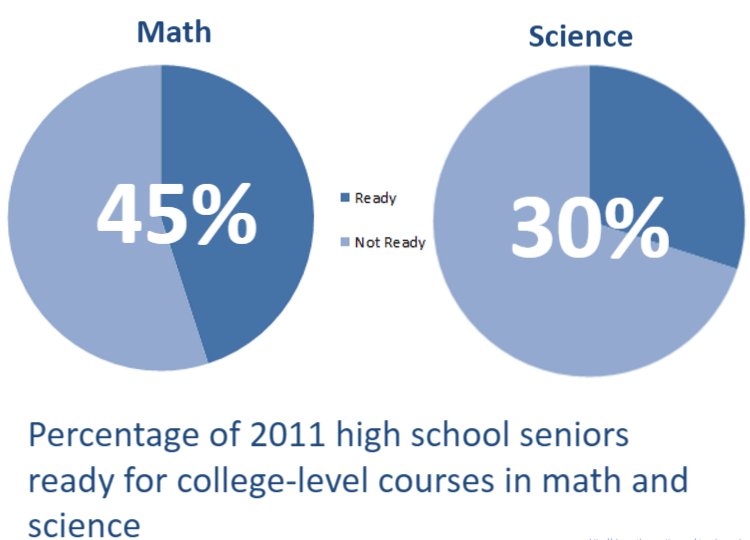 Math
Science
45%
30%
Ready
Not Ready
Percentage of 2011 high school seniors
ready for college-level courses in math and
science